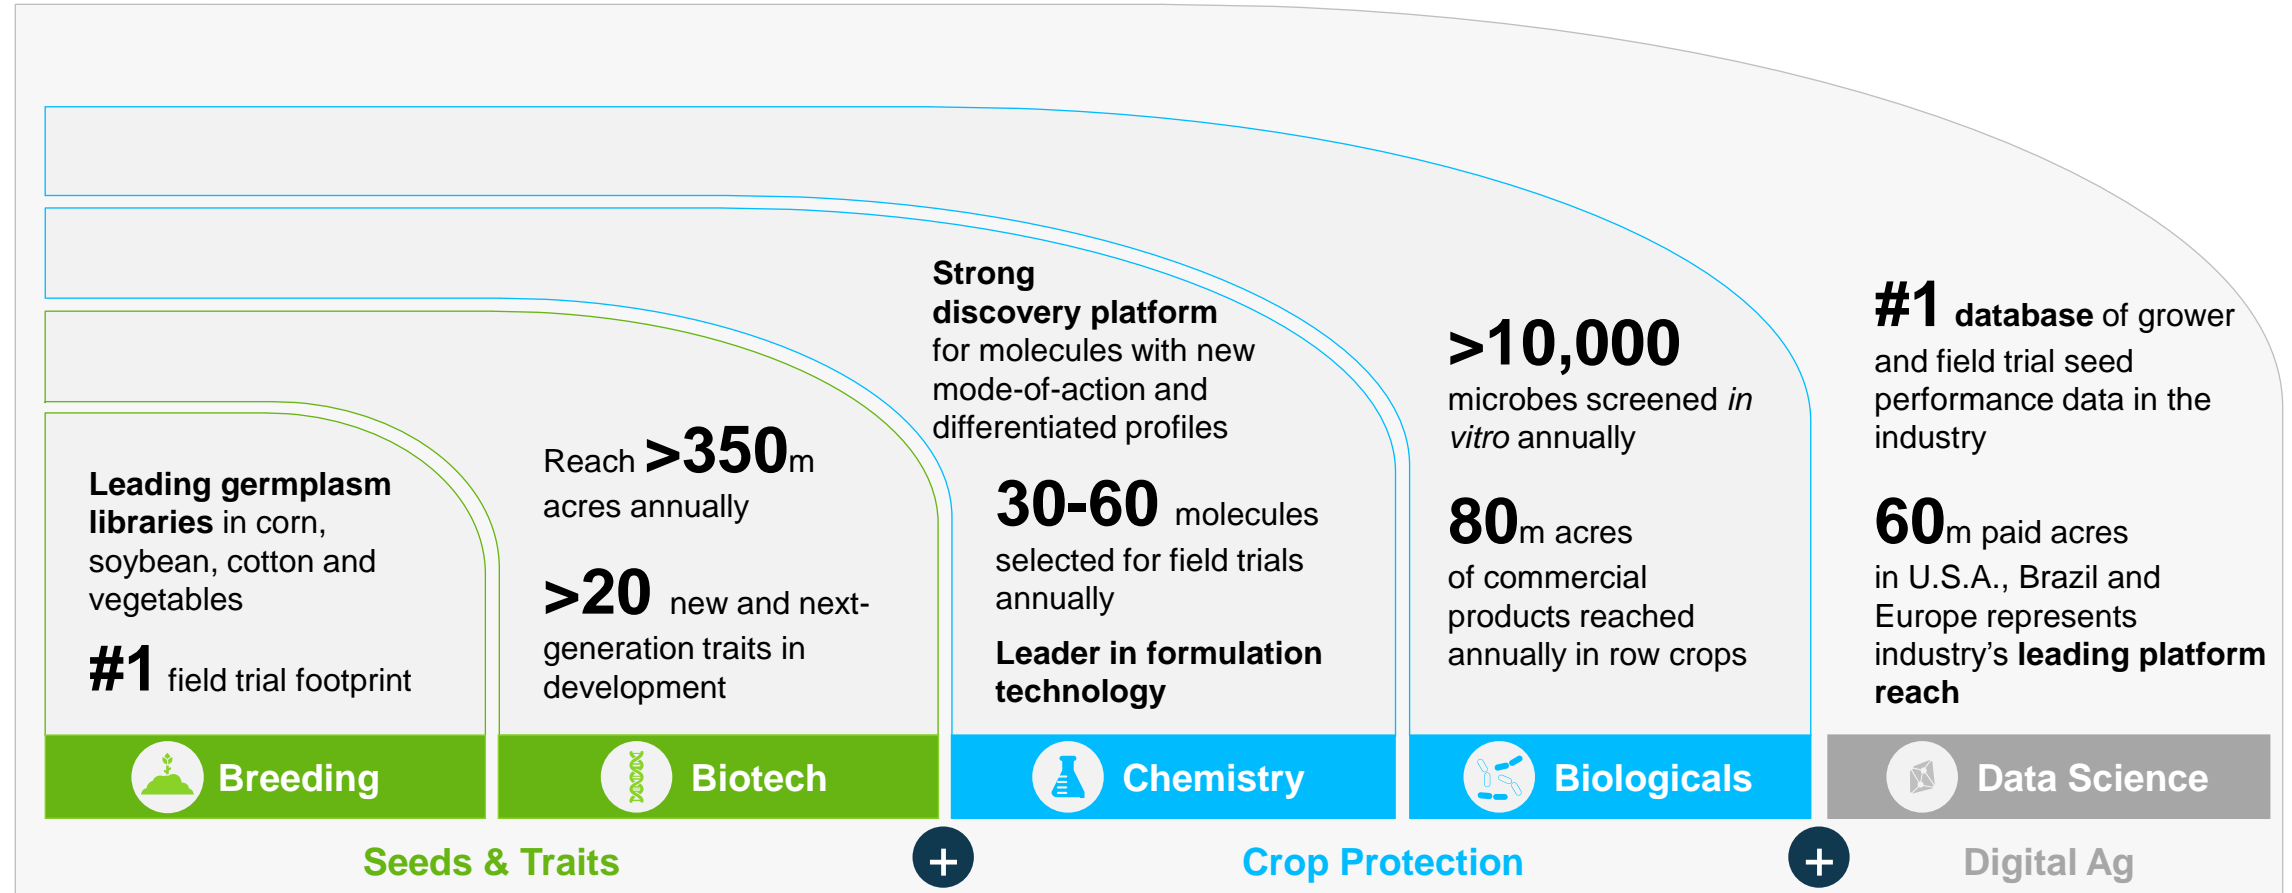 Leading germplasm
libraries in corn,
soybean, cotton and
vegetables
#1 field trial footprint
Breeding
Reach >350m
acres annually
>20 new and next-
generation traits in
development
Biotech
Strong
discovery platform
for molecules with new
mode-of-action and
differentiated profiles
30-60 molecules
selected for field trials
annually
Leader in formulation
technology
Chemistry
>10,000
microbes screened in
vitro annually
80m acres
of commercial
products reached
annually in row crops
Biologicals
#1 database of grower
and field trial seed
performance data in the
industry
60m paid acres
in U.S.A., Brazil and
Europe represents
industry’s leading platform
reach
Data Science
Seeds & Traits
+
Crop Protection
+
Digital Ag